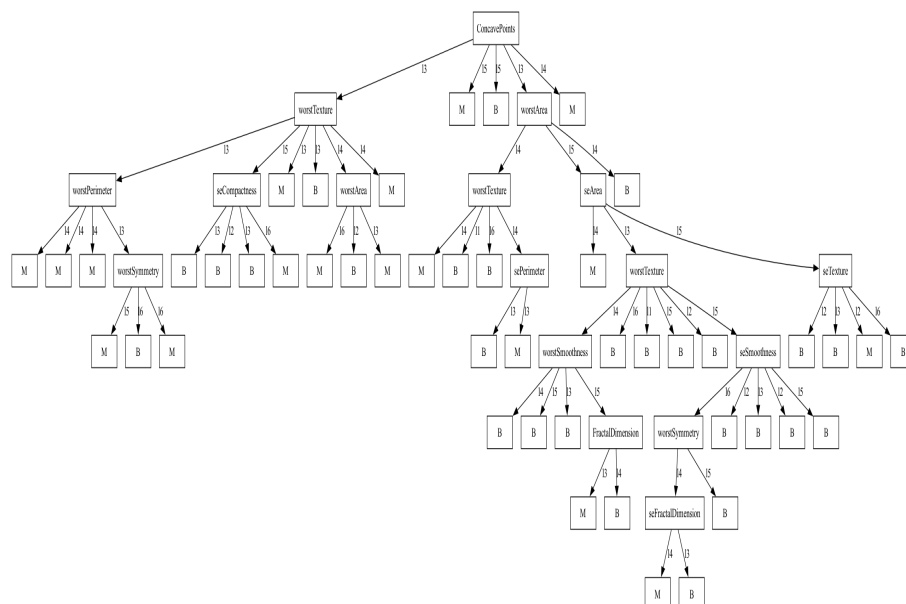 ConcavePoints
l3 l5 l5 l3 l4
worstTexture M B worstArea M
l3 l5 l3 l3 l4 l4 l4 l5 l4
worstPerimeter seCompactness M B worstArea M worstTexture seArea B
l4 l4 l4 l3 l3 l2 l3 l6 l6 l2 l3 l4 l1 l6 l4 l4 l3 l5
M M M worstSymmetry B B B M M B M M B B sePerimeter M worstTexture seTexture
l5 l6 l6 l3 l3 l4 l6 l1 l5 l2 l5 l2 l3 l2 l6
M B M B M worstSmoothness B B B B seSmoothness B B M B
l4 l5 l3 l5 l6 l2 l3 l2 l5
B B B FractalDimension worstSymmetry B B B B
l3 l4 l4 l5
M B seFractalDimension B
l4 l3
M B